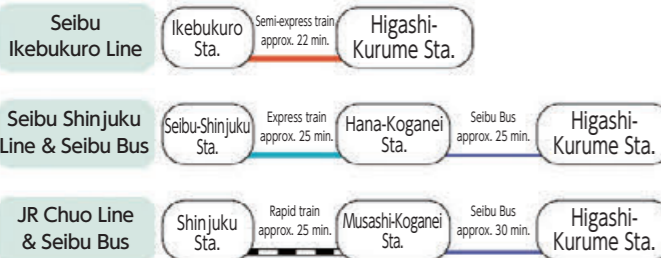 Seibu
Ikebukuro Line
Ikebukuro
Sta.
Semi-express train
approx. 22 min.
Higashi-
Kurume Sta.
Seibu Shinjuku
Line & Seibu Bus
Seibu-Shinjuku
Sta.
Express train
approx. 25 min.
Hana-Koganei
Sta.
Seibu Bus
approx. 25 min.
Higashi-
Kurume Sta.
JR Chuo Line
& Seibu Bus
Shinjuku
Sta.
Rapid train
approx. 25 min.
Musashi-Koganei
Sta.
Seibu Bus
approx. 30 min.
Higashi-
Kurume Sta.